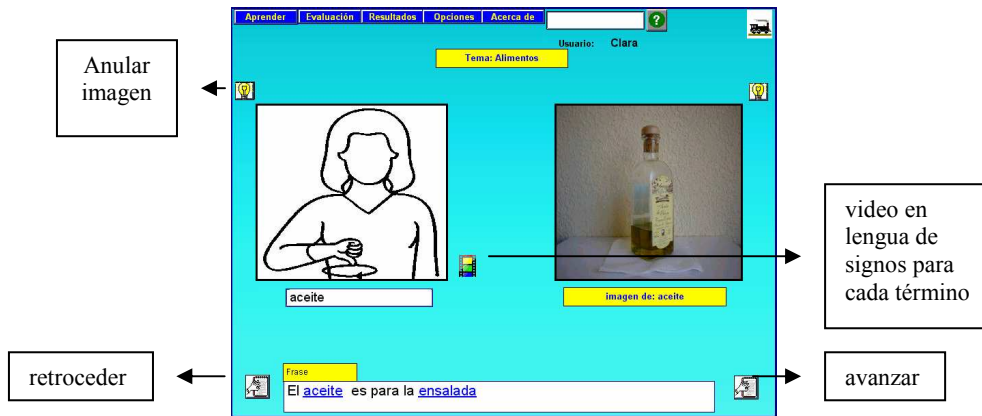 Aprender Evaluación Resultados Opciones Acerca de
?
Usuario: Clara
Tema: Alimentos
Anular
imagen
video en
lengua de
signos para
cada término
aceite
imagen de: aceite
retroceder
avanzar
Frase
El aceite es para la ensalada